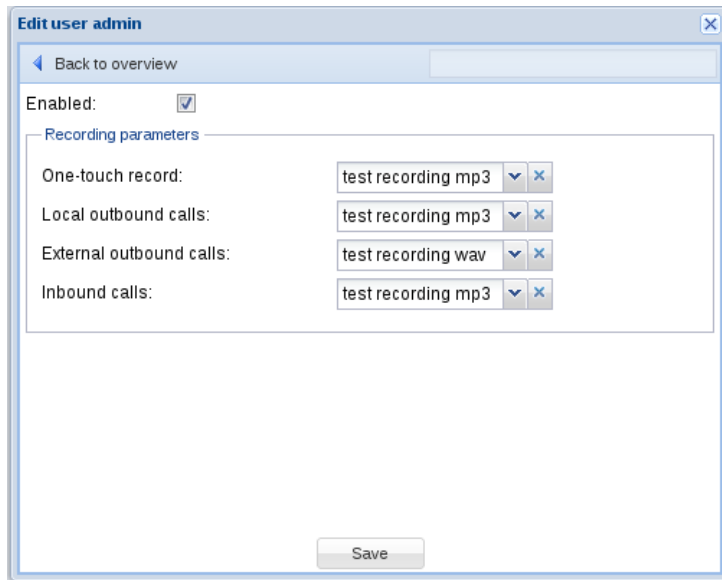 Edit user admin
Back to overview
Enabled:
Recording parameters
One-touch record: test recording mp3
Local outbound calls: test recording mp3
External outbound calls: test recording wav
Inbound calls: test recording mp3
Save